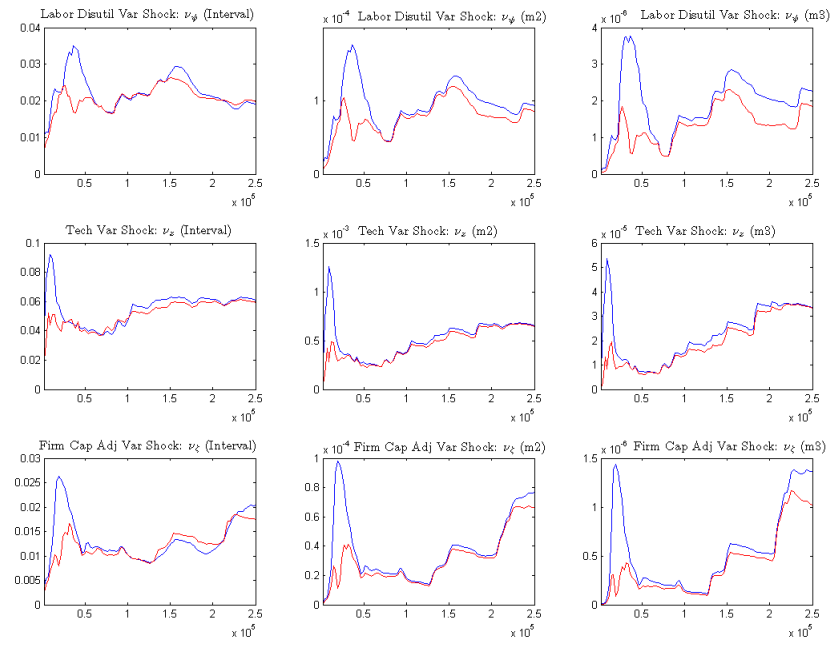 Labor Disutil Var Shock: ν_ψ (Interval)
0.04
0.03
0.02
0.01
0
0.5 1 1.5 2 2.5
x 10^5
x 10^-4 Labor Disutil Var Shock: ν_ψ (m2)
1
0
0.5 1 1.5 2 2.5
x 10^5
x 10^-6 Labor Disutil Var Shock: ν_ψ (m3)
4
3
2
1
0
0.5 1 1.5 2 2.5
x 10^5
Tech Var Shock: ν_z (Interval)
0.1
0.08
0.06
0.04
0.02
0
0.5 1 1.5 2 2.5
x 10^5
x 10^-3 Tech Var Shock: ν_z (m2)
1.5
1
0.5
0
0.5 1 1.5 2 2.5
x 10^5
x 10^-5 Tech Var Shock: ν_z (m3)
6
5
4
3
2
1
0
0.5 1 1.5 2 2.5
x 10^5
Firm Cap Adj Var Shock: ν_ξ (Interval)
0.03
0.025
0.02
0.015
0.01
0.005
0
0.5 1 1.5 2 2.5
x 10^5
x 10^-4 Firm Cap Adj Var Shock: ν_ξ (m2)
1
0.8
0.6
0.4
0.2
0
0.5 1 1.5 2 2.5
x 10^5
x 10^-6 Firm Cap Adj Var Shock: ν_ξ (m3)
1.5
1
0.5
0
0.5 1 1.5 2 2.5
x 10^5